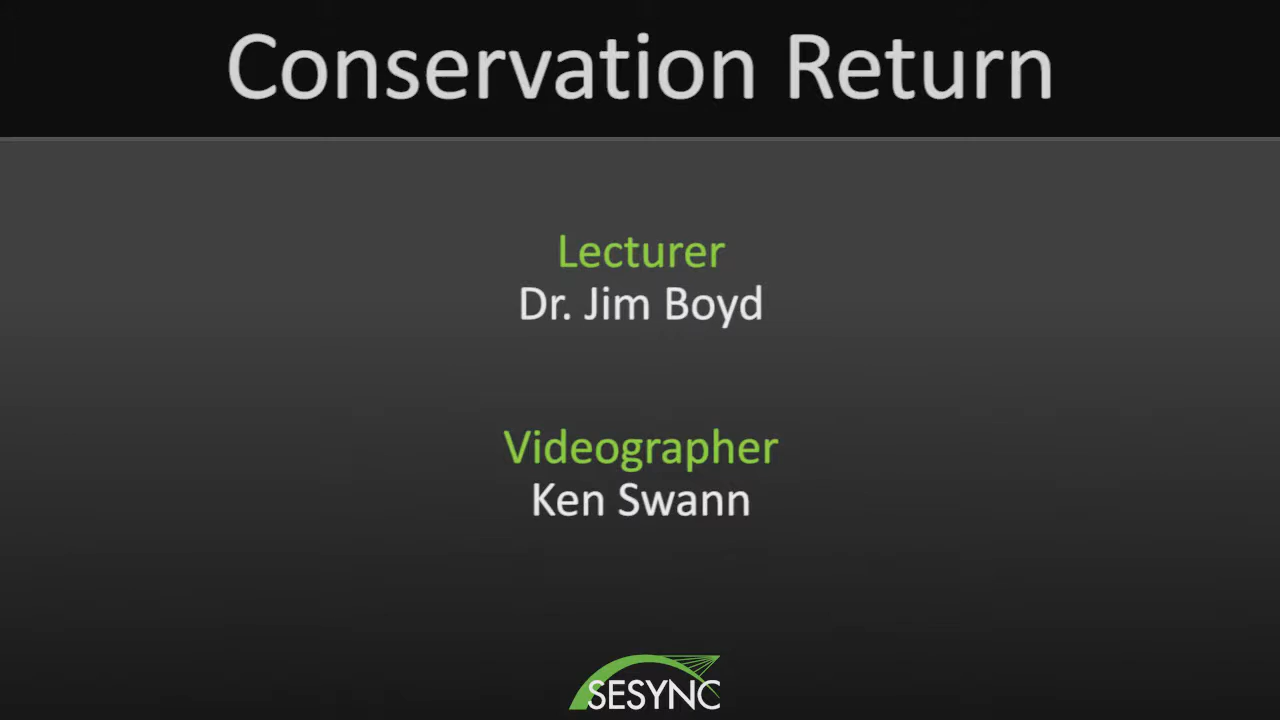 Conservation Return
Lecturer
Dr. Jim Boyd
Videographer
Ken Swann
SESYNC